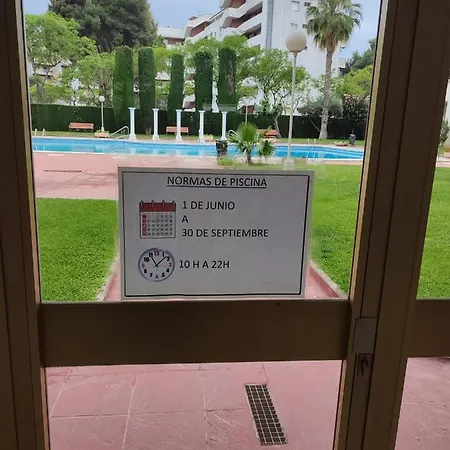 NORMAS DE PISCINA
1 DE JUNIO
A
30 DE SEPTIEMBRE
10 H A 22H